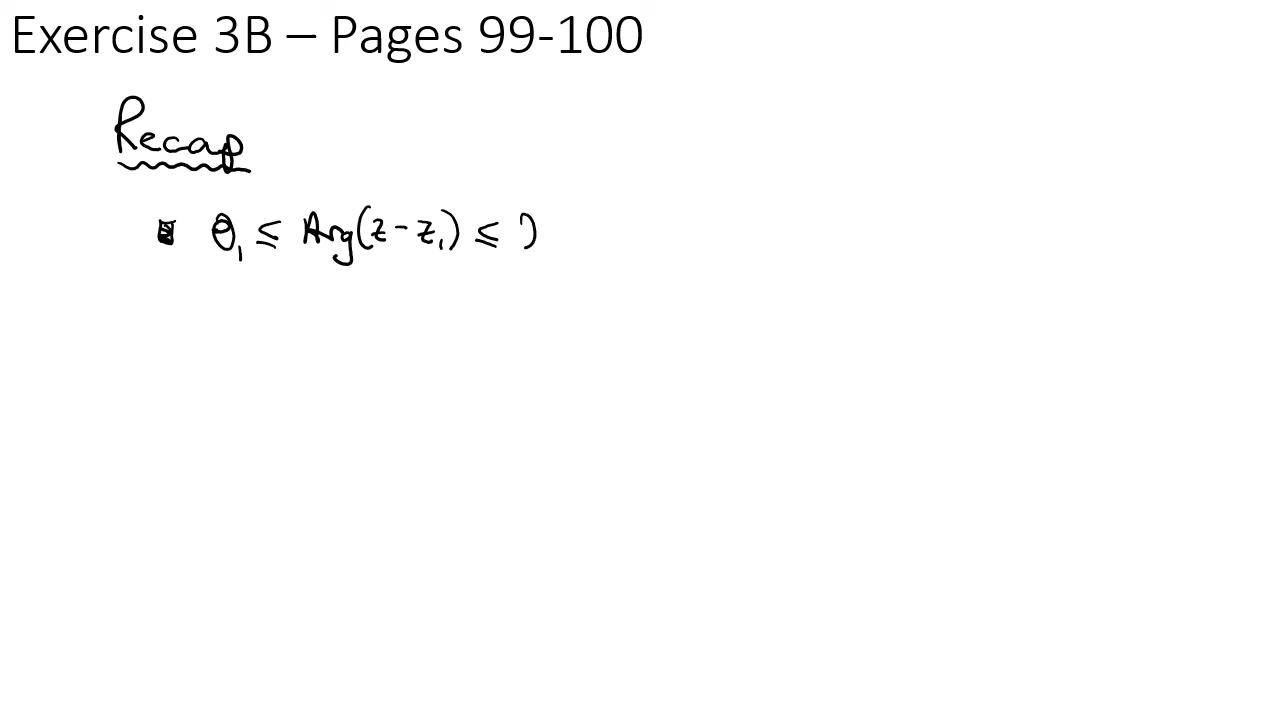 Exercise 3B – Pages 99-100
Recap
θ₁ ≤ Arg(z - z₁) ≤